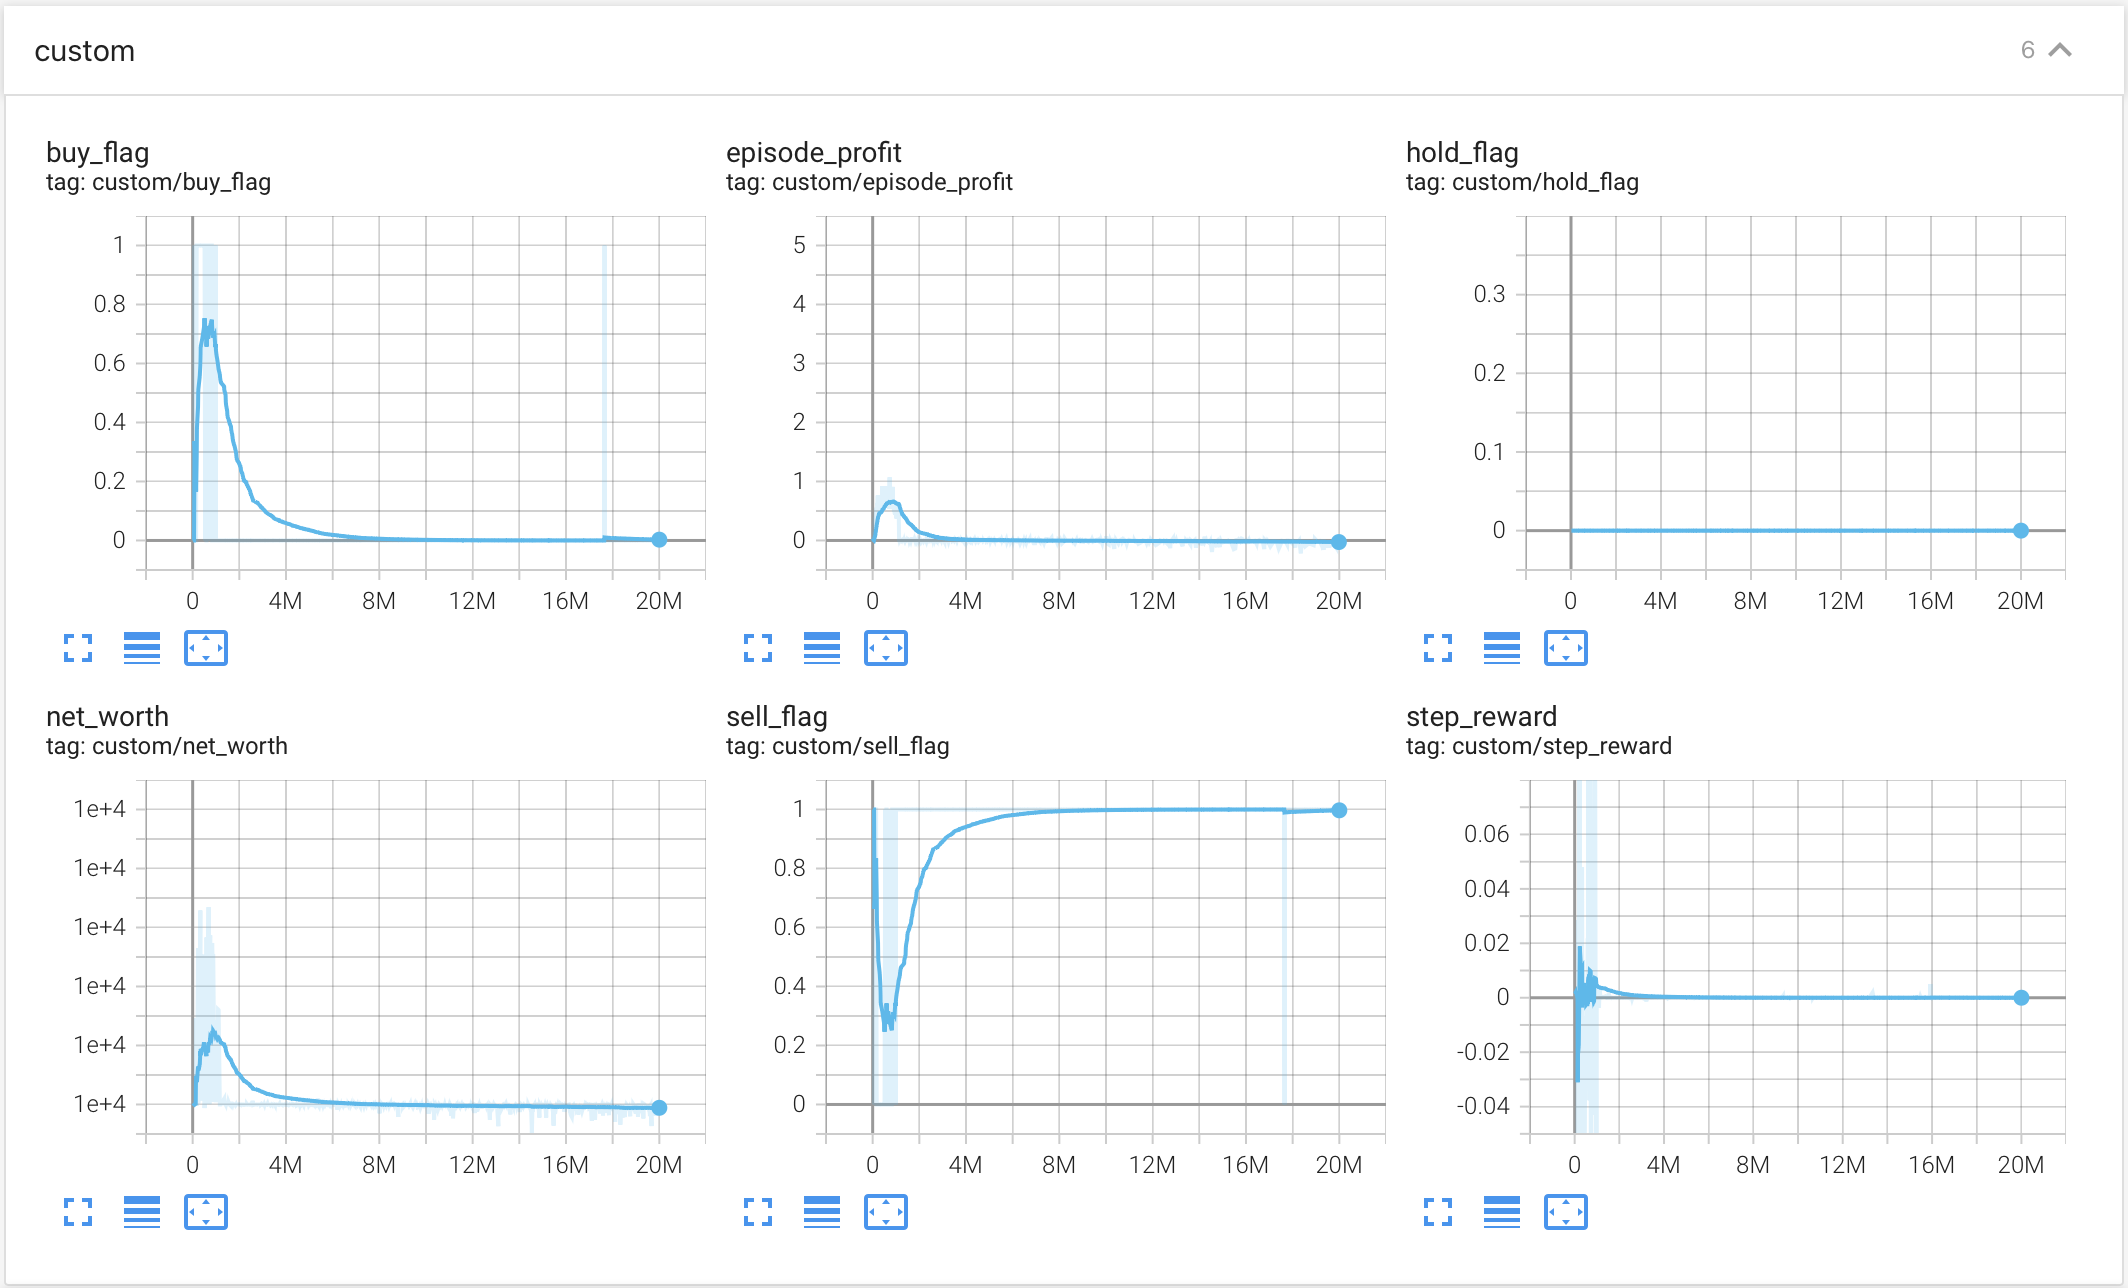 custom
6
buy_flag
tag: custom/buy_flag
1
0.8
0.6
0.4
0.2
0
0 4M 8M 12M 16M 20M
episode_profit
tag: custom/episode_profit
5
4
3
2
1
0
0 4M 8M 12M 16M 20M
hold_flag
tag: custom/hold_flag
0.3
0.2
0.1
0
0 4M 8M 12M 16M 20M
net_worth
tag: custom/net_worth
1e+4
1e+4
1e+4
1e+4
1e+4
1e+4
0 4M 8M 12M 16M 20M
sell_flag
tag: custom/sell_flag
1
0.8
0.6
0.4
0.2
0
0 4M 8M 12M 16M 20M
step_reward
tag: custom/step_reward
0.06
0.04
0.02
0
-0.02
-0.04
0 4M 8M 12M 16M 20M